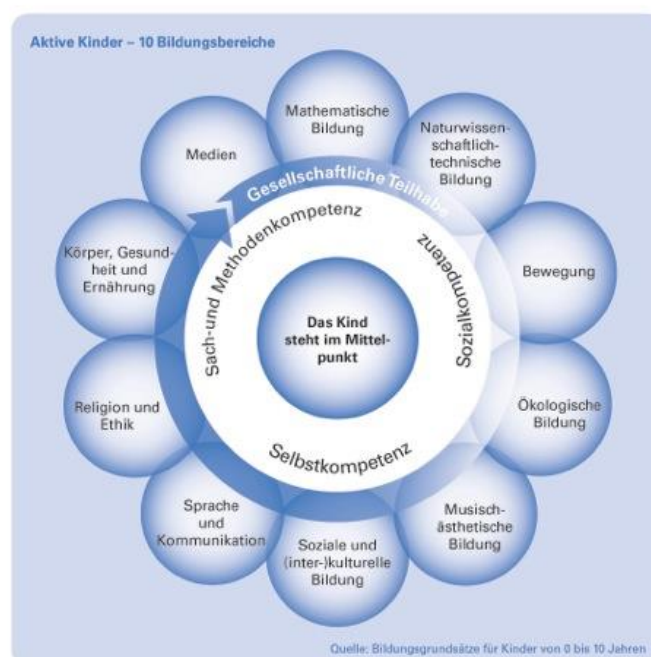 Aktive Kinder – 10 Bildungsbereiche
Mathematische
Bildung
Naturwissen-
schaftlich-
technische
Bildung
Bewegung
Ökologische
Bildung
Musisch-
ästhetische
Bildung
Soziale und
(inter-)kulturelle
Bildung
Sprache
und
Kommunikation
Religion und
Ethik
Körper, Gesund-
heit und
Ernährung
Medien
Gesellschaftliche Teilhabe
Sach-und Methodenkompetenz
Sozialkompetenz
Selbstkompetenz
Das Kind
steht im Mittel-
punkt
Quelle: Bildungsgrundsätze für Kinder von 0 bis 10 Jahren